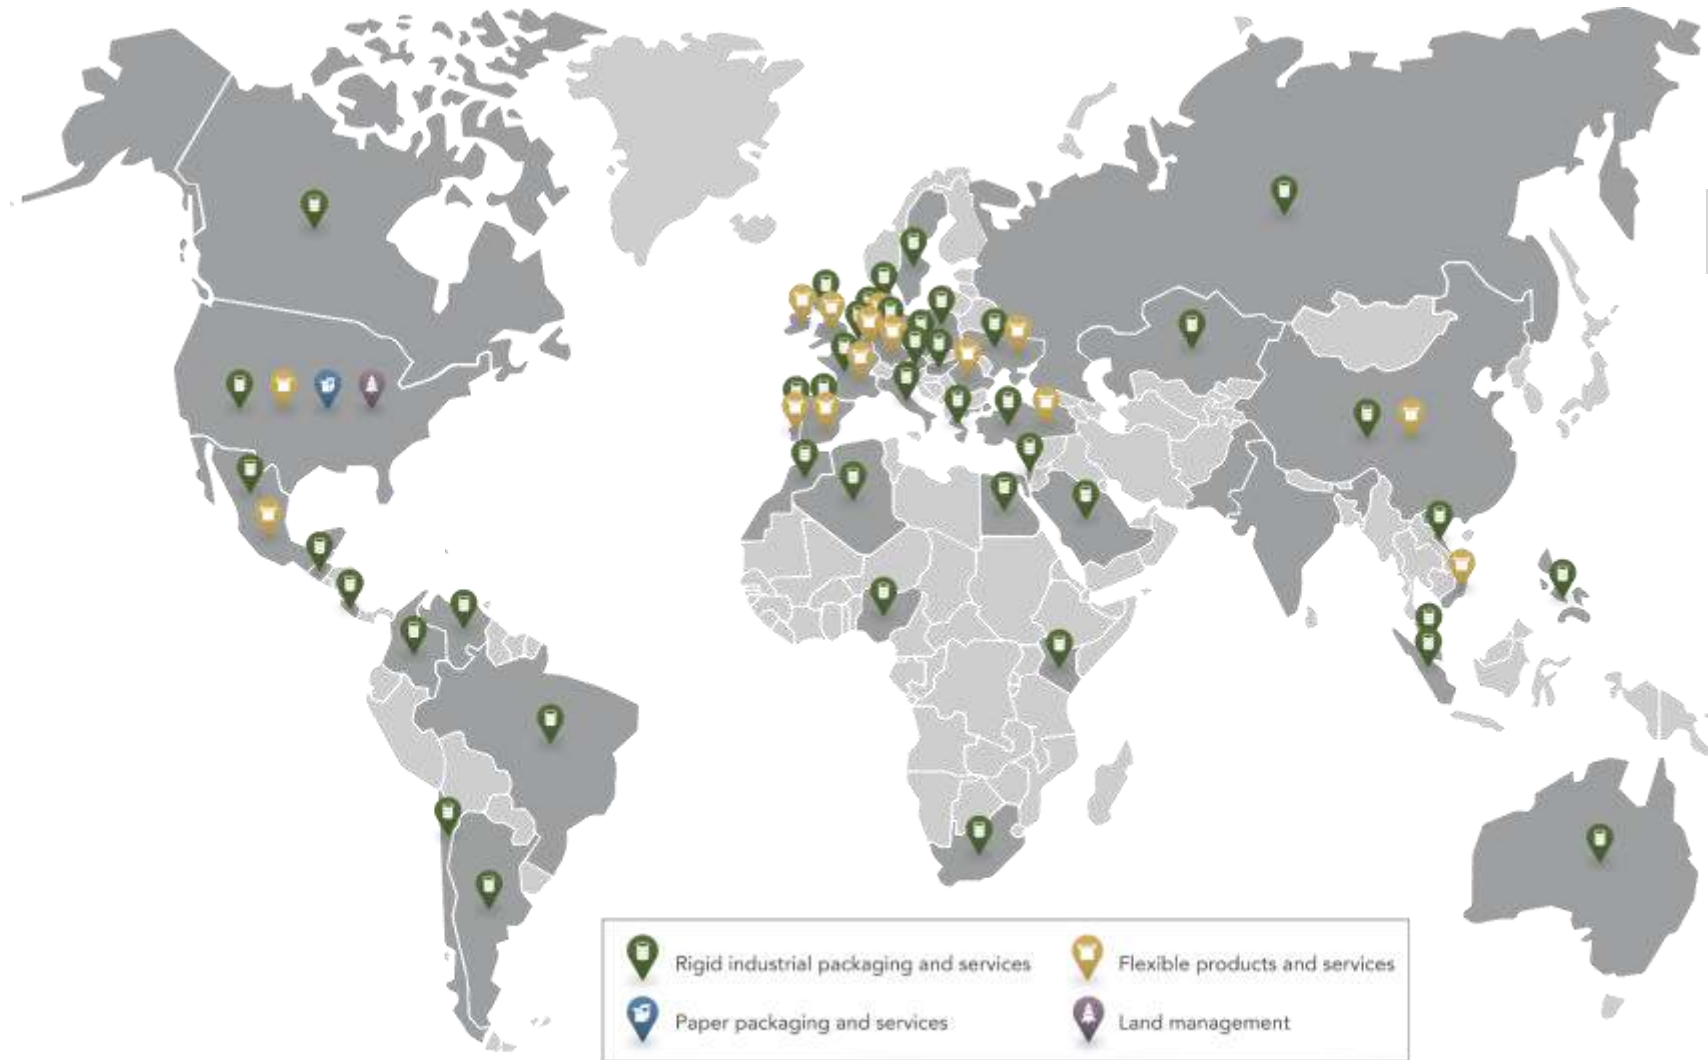 Rigid industrial packaging and services
Flexible products and services
Paper packaging and services
Land management